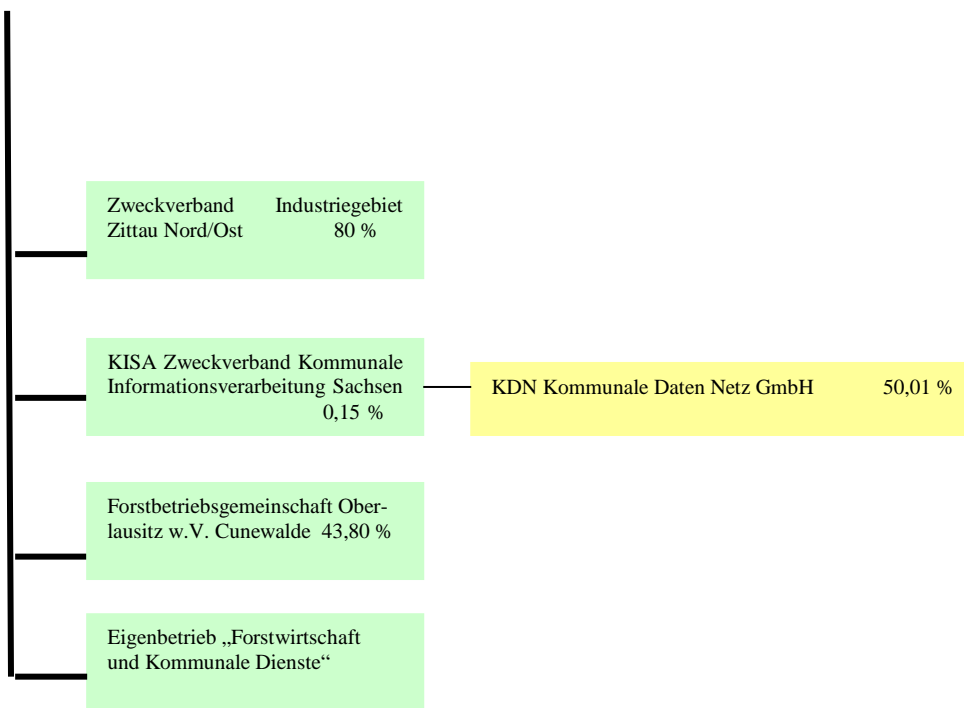 Zweckverband Industriegebiet
Zittau Nord/Ost 80 %
KISA Zweckverband Kommunale
Informationsverarbeitung Sachsen
0,15 %
KDN Kommunale Daten Netz GmbH 50,01 %
Forstbetriebsgemeinschaft Ober-
lausitz w.V. Cunewalde 43,80 %
Eigenbetrieb „Forstwirtschaft
und Kommunale Dienste“